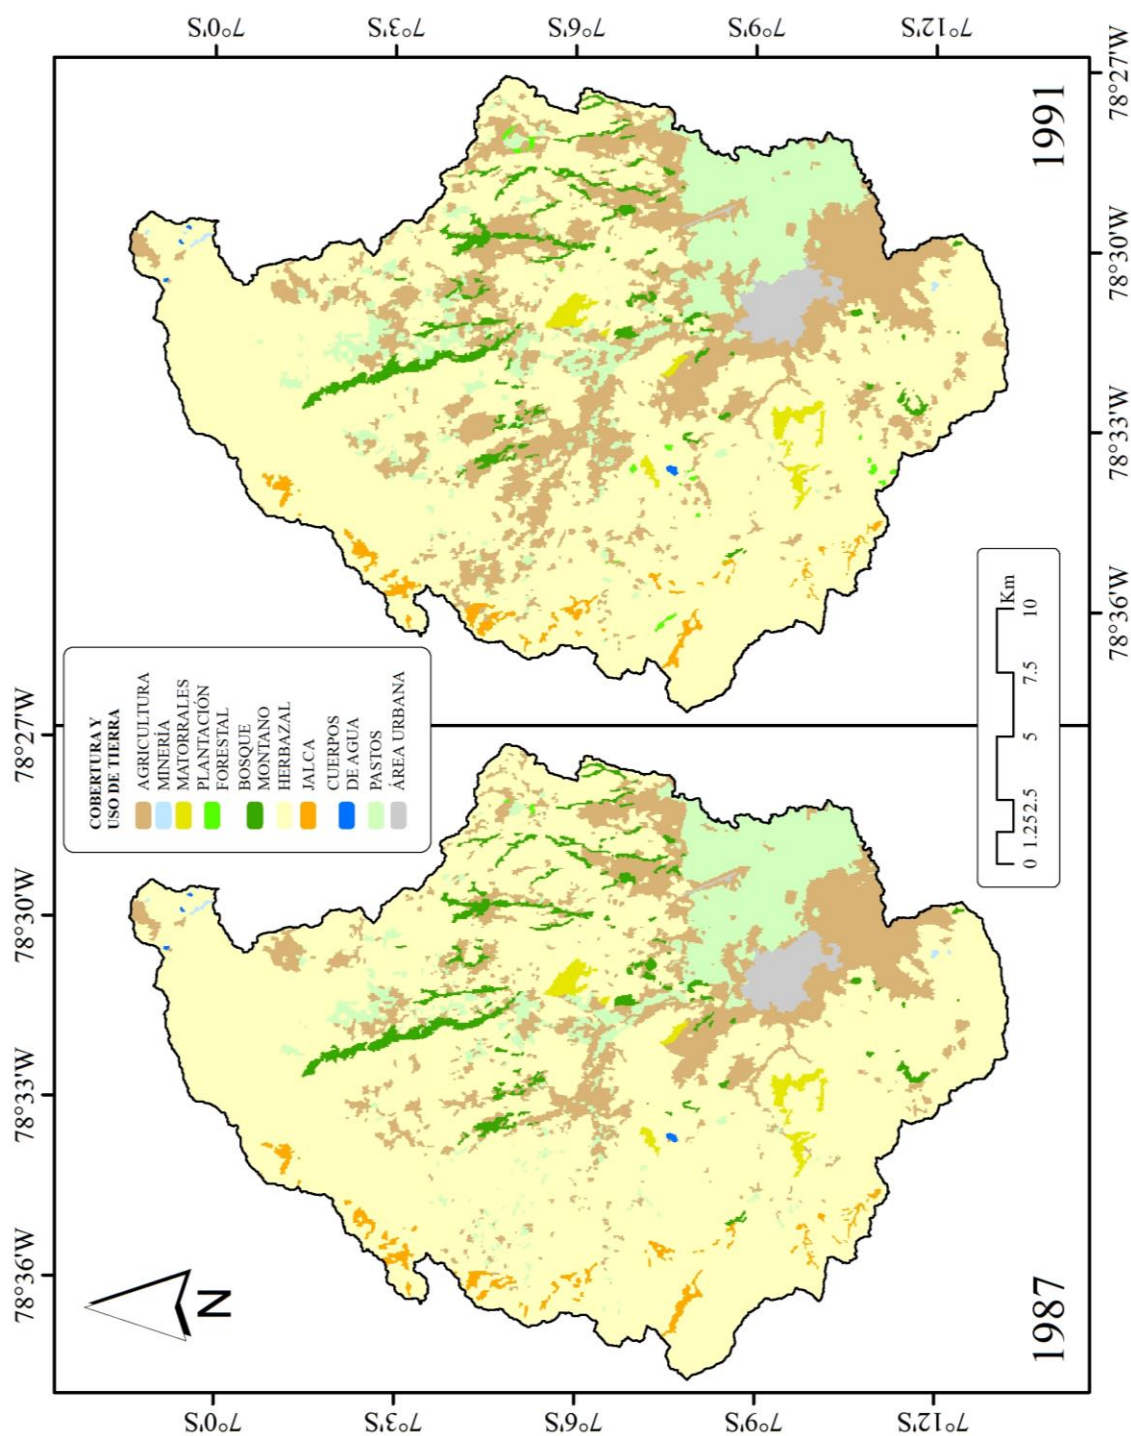 78°36'W
78°33'W
78°30'W
78°27'W
7°0'S
7°3'S
7°6'S
7°9'S
7°12'S
N
COBERTURA Y
USO DE TIERRA
AGRICULTURA
MINERÍA
MATORRALES
PLANTACIÓN
FORESTAL
BOSQUE
MONTANO
HERBAZAL
JALCA
CUERPOS
DE AGUA
PASTOS
ÁREA URBANA
7°0'S
7°3'S
7°6'S
7°9'S
7°12'S
0 1.25 2.5 5 7.5 10
Km
1987
1991
78°36'W
78°33'W
78°30'W
78°27'W